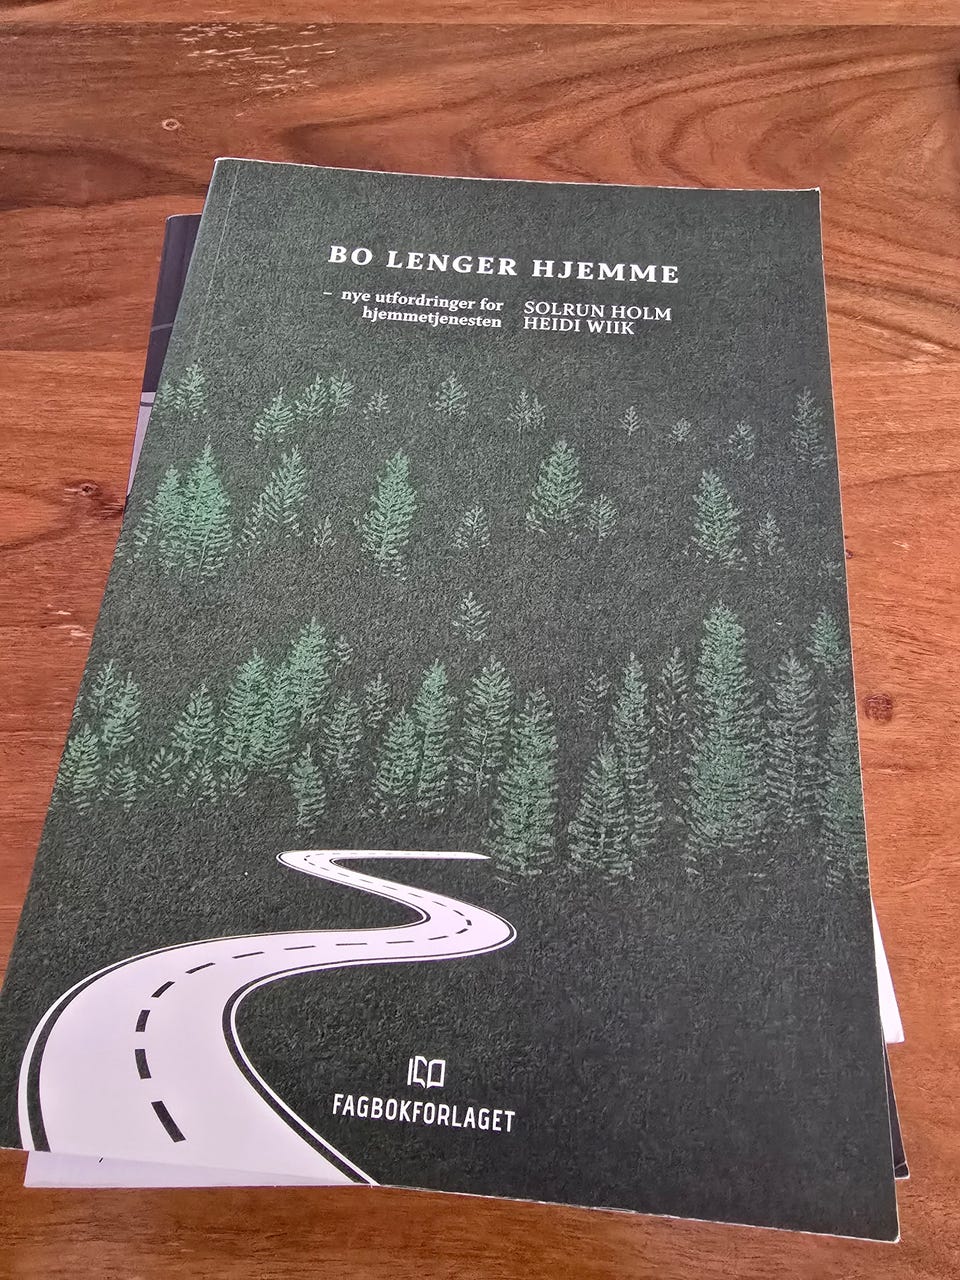 BO LENGER HJEMME
– nye utfordringer for
hjemmetjenesten
SOLRUN HOLM
HEIDI WIIK
FAGBOKFORLAGET